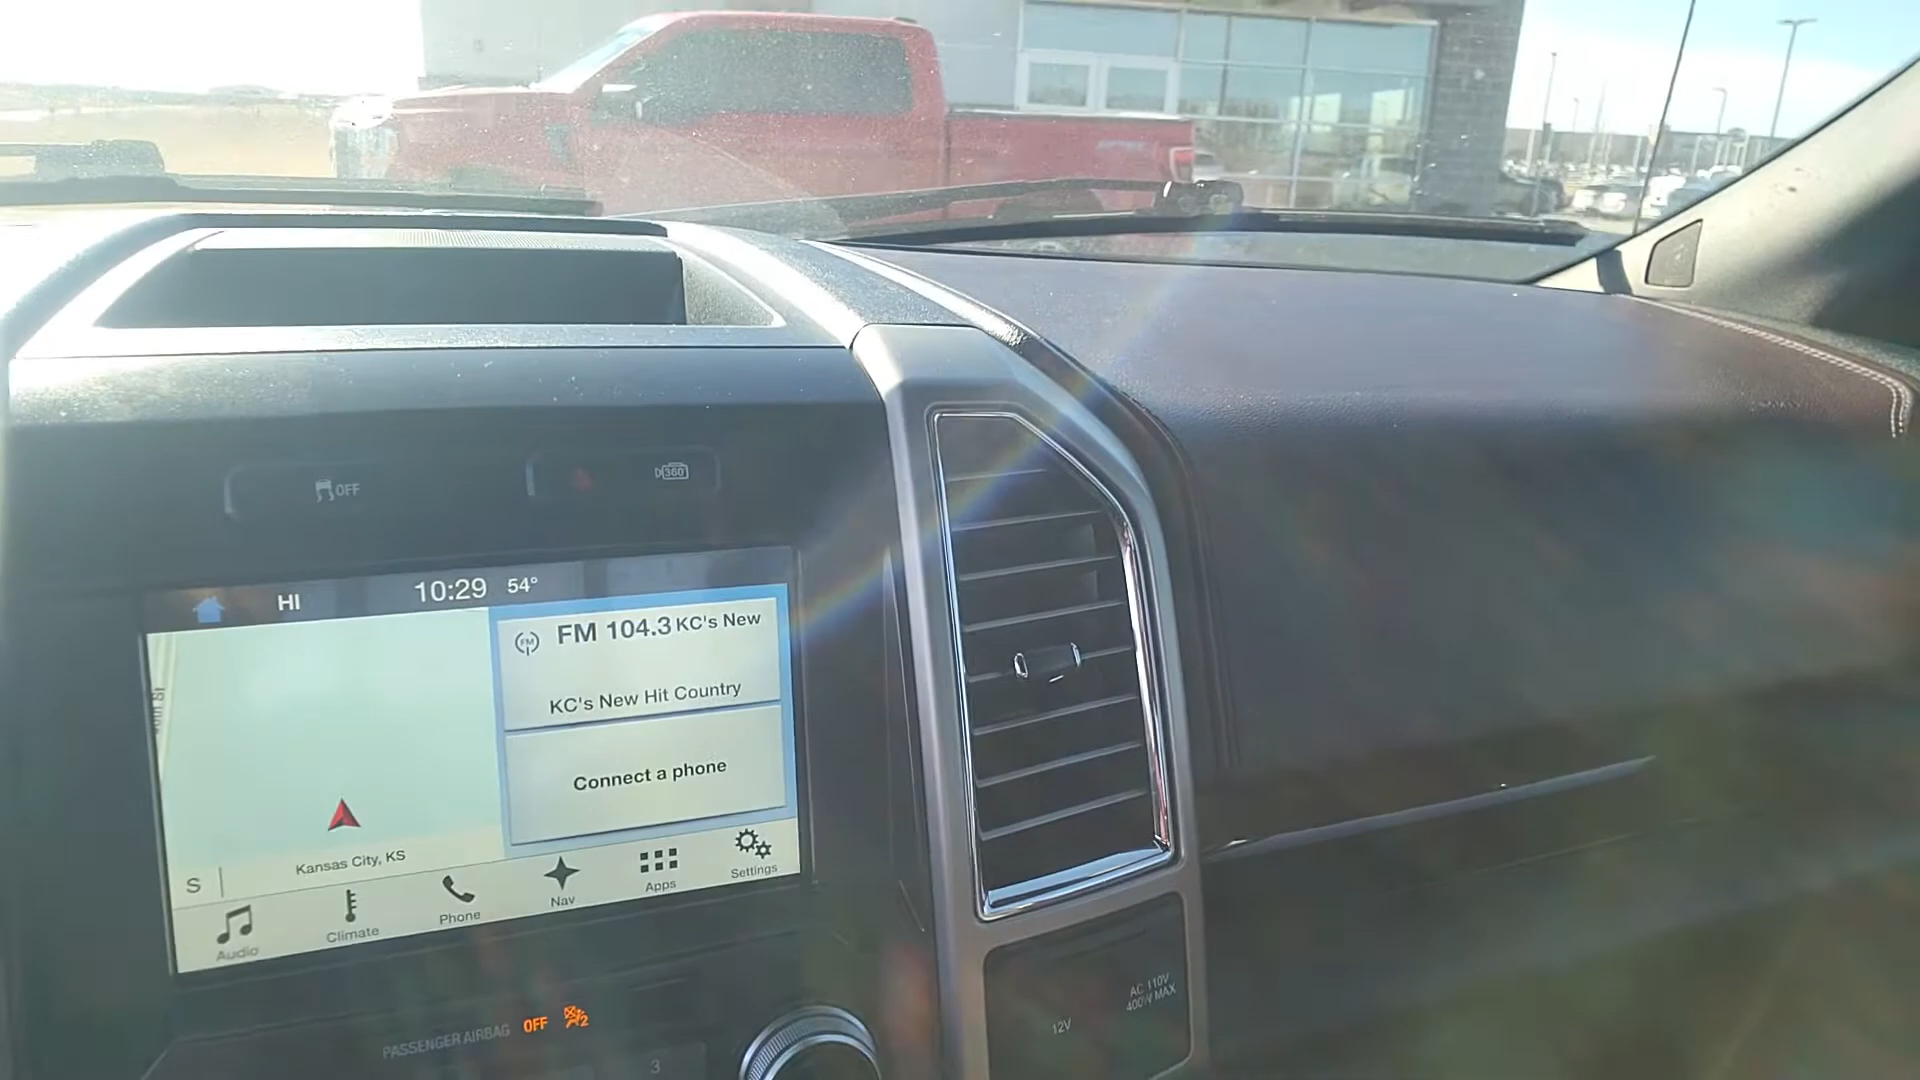 OFF
360
HI 10:29 54°
FM
FM 104.3 KC's New
KC's New Hit Country
Connect a phone
Kansas City, KS
S
Audio
Climate
Phone
Nav
Apps
Settings
PASSENGER AIRBAG OFF 2
3
12V
AC 110V
400W MAX